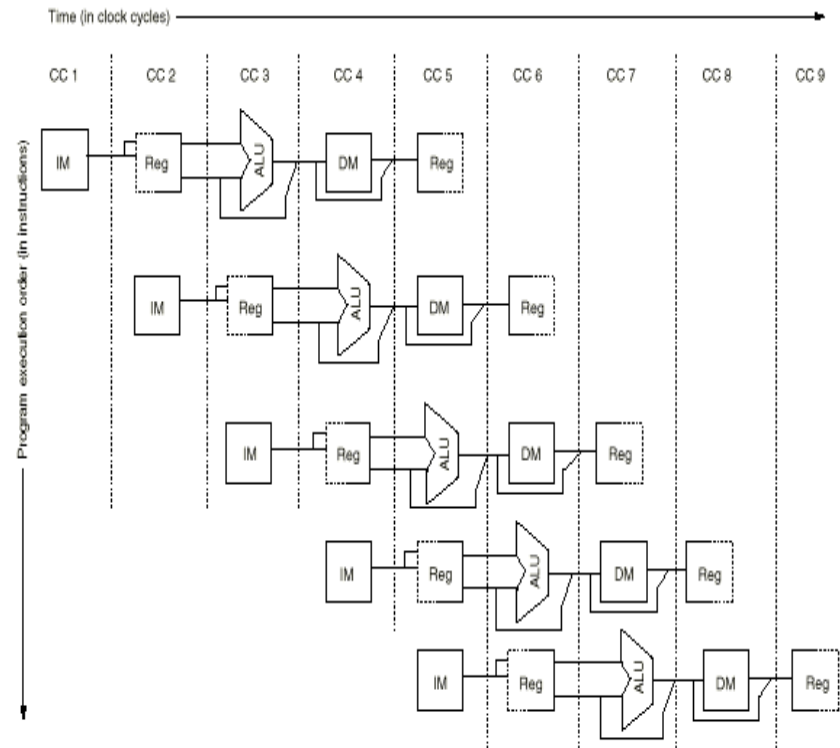 Time (in clock cycles)
CC 1 CC 2 CC 3 CC 4 CC 5 CC 6 CC 7 CC 8 CC 9
Program execution order (in instructions)
IM Reg ALU DM Reg
IM Reg ALU DM Reg
IM Reg ALU DM Reg
IM Reg ALU DM Reg
IM Reg ALU DM Reg